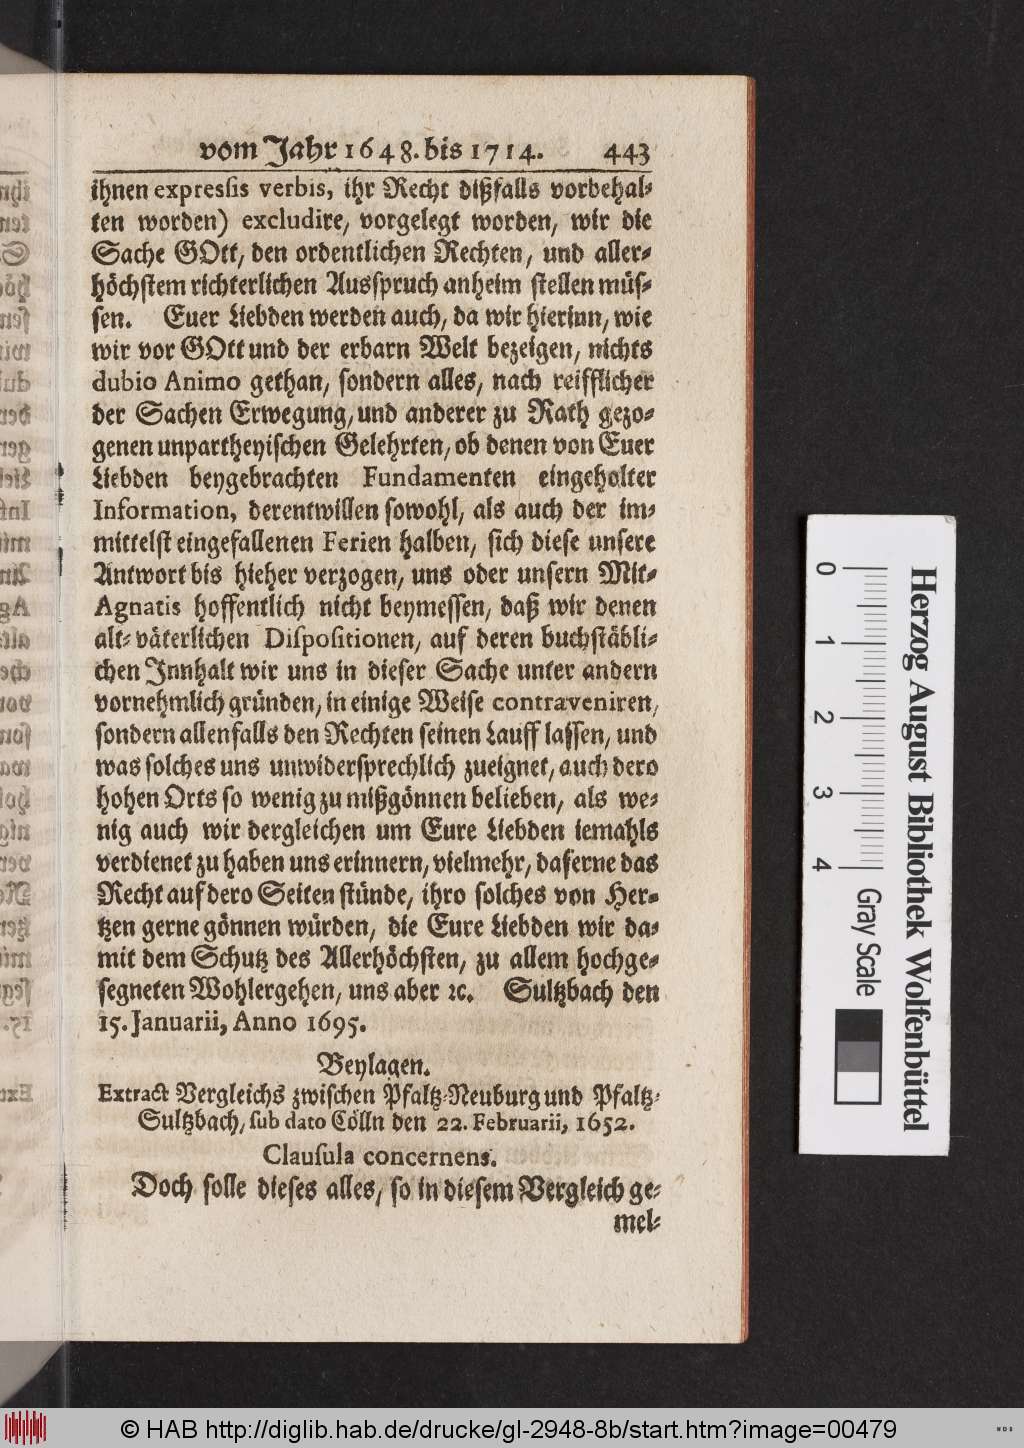 vom Jahr 1648. bis 1714. 443
ihnen expressis verbis, ihr Recht dißfalls vorbehal-
ten worden) excludire, vorgelegt worden, wir die
Sache GOtt, den ordentlichen Rechten, und aller-
höchstem richterlichen Ausspruch anheim stellen müs-
sen. Euer Liebden werden auch, da wir hierinn, wie
wir vor GOtt und der erbarn Welt bezeigen, nichts
dubio Animo gethan, sondern alles, nach reifflicher
der Sachen Erwegung, und anderer zu Rath gezo-
genen unpartheyischen Gelehrten, ob denen von Euer
Liebden beygebrachten Fundamenten eingeholter
Information, derentwillen sowohl, als auch der im-
mittelst eingefallenen Ferien halben, sich diese unsere
Antwort bis hieher verzogen, uns oder unsern Mit-
Agnatis hoffentlich nicht beymessen, daß wir denen
alt-väterlichen Dispositionen, auf deren buchstäbli-
chen Innhalt wir uns in dieser Sache unter andern
vornehmlich gründen, in einige Weise contraveniren,
sondern allenfalls den Rechten seinen Lauff lassen, und
was solches uns unwidersprechlich zueignet, auch dero
hohen Orts so wenig zu mißgönnen belieben, als we-
nig auch wir dergleichen um Eure Liebden iemahls
verdienet zu haben uns erinnern, vielmehr, daferne das
Recht auf dero Seiten stünde, ihro solches von Her-
tzen gerne gönnen würden, die Eure Liebden wir da-
mit dem Schutz des Allerhöchsten, zu allem hochge-
segneten Wohlergehen, uns aber ꝛc. Sultzbach den
15. Januarii, Anno 1695.
Beylagen.
Extract Vergleichs zwischen Pfaltz-Neuburg und Pfaltz-
Sultzbach, sub dato Cölln den 22. Februarii, 1652.
Clausula concernens.
Doch solle dieses alles, so in diesem Vergleich ge-
mel-
Herzog August Bibliothek Wolfenbüttel
0 1 2 3 4 Gray Scale
© HAB http://diglib.hab.de/drucke/gl-2948-8b/start.htm?image=00479